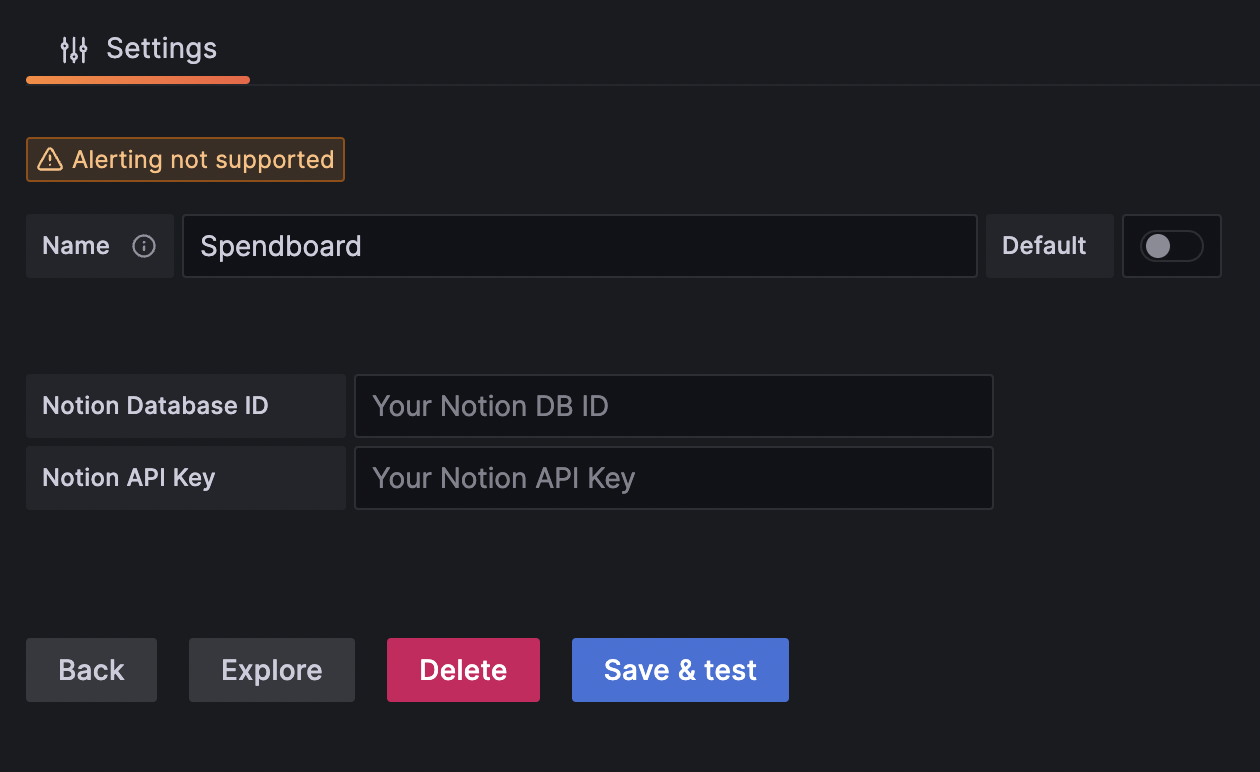 Settings
Alerting not supported
Name Spendboard Default
Notion Database ID Your Notion DB ID
Notion API Key Your Notion API Key
Back Explore Delete Save & test